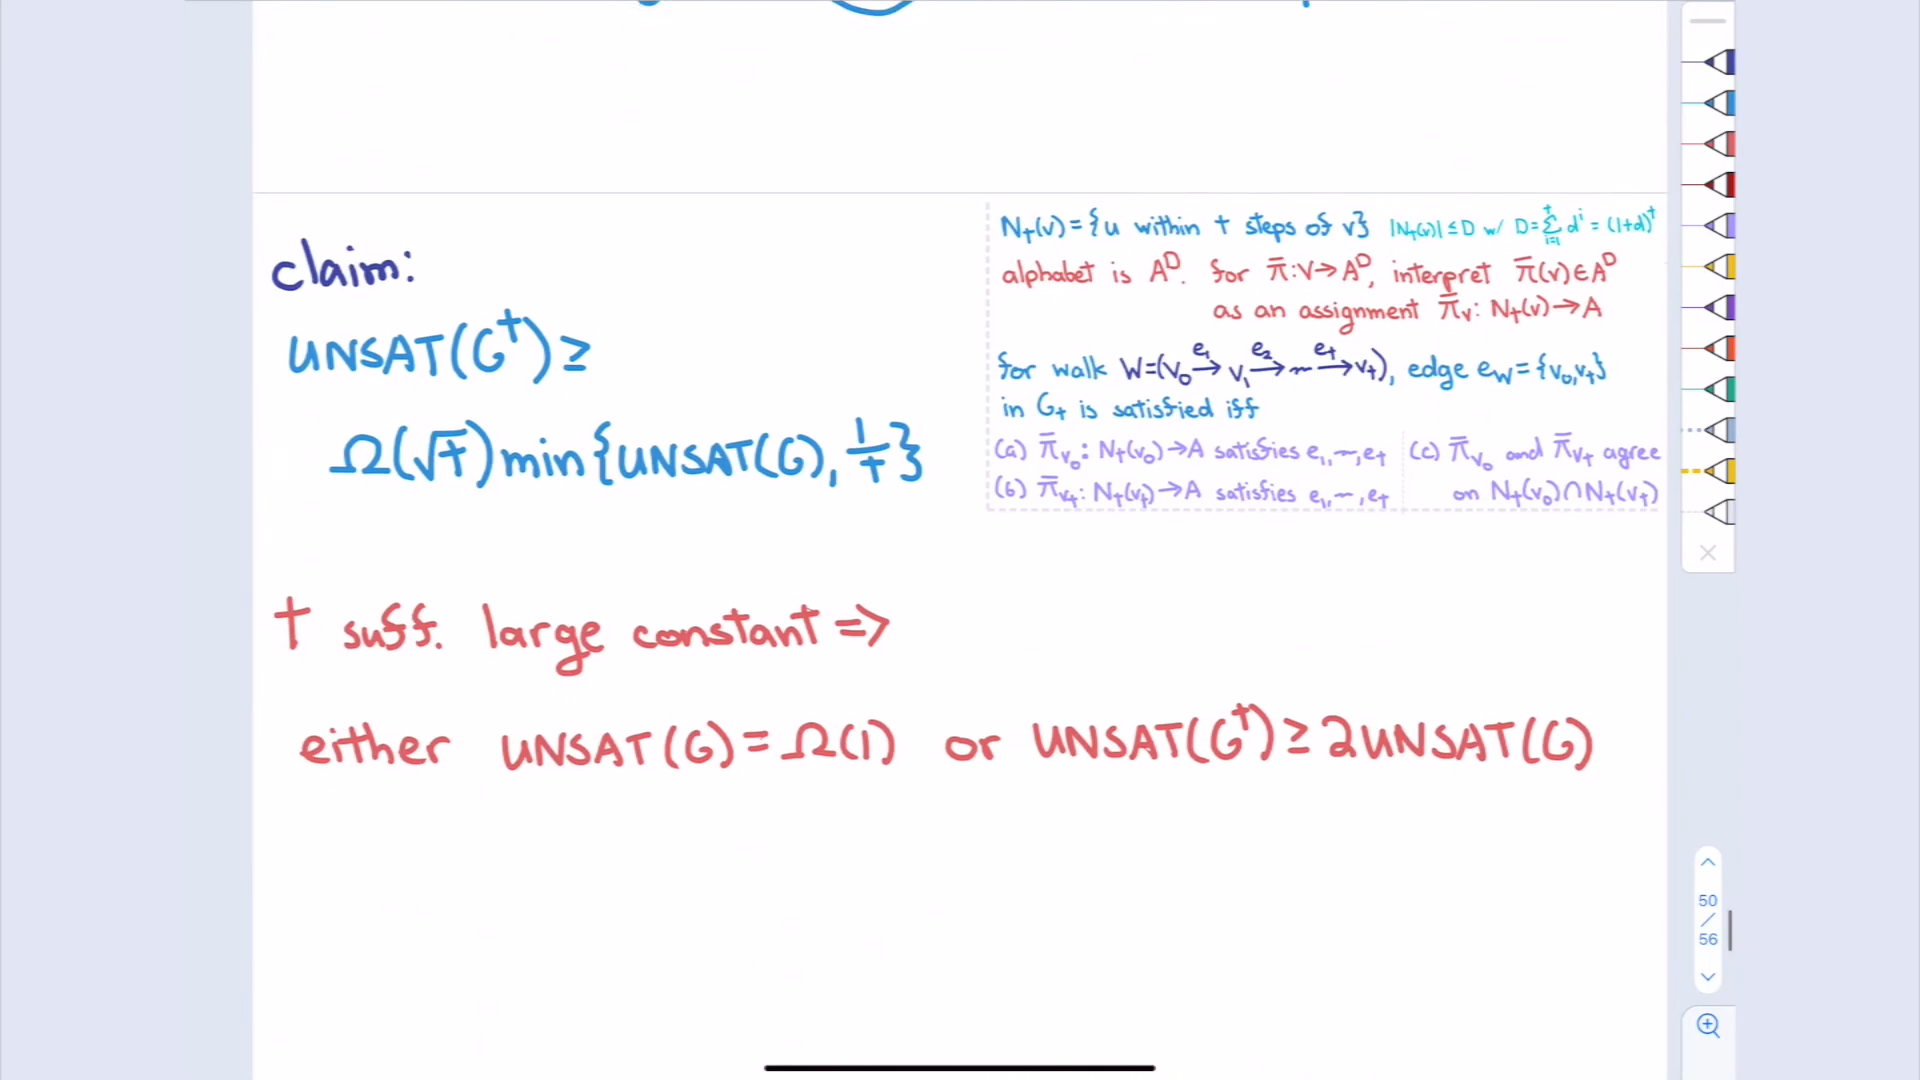 claim:
UNSAT(G^t) ≥
Ω(√t) min{UNSAT(G), 1/t}
N_t(v) = {u within t steps of v} |N_t(v)| ≤ D w/ D = Σ_{i=1}^t d^i = (1+d)^t
alphabet is A^D. for π̄: V → A^D, interpret π̄(v) ∈ A^D
as an assignment π̄_v: N_t(v) → A
for walk W = (v_0 →^{e_1} v_1 →^{e_2} ⋯ →^{e_t} v_t), edge e_W = {v_0, v_t}
in G_t is satisfied iff
(a) π̄_{v_0}: N_t(v_0) → A satisfies e_1, ⋯, e_t
(b) π̄_{v_t}: N_t(v_t) → A satisfies e_1, ⋯, e_t
(c) π̄_{v_0} and π̄_{v_t} agree
on N_t(v_0) ∩ N_t(v_t)
t suff. large constant ⇒
either UNSAT(G) = Ω(1) or UNSAT(G^t) ≥ 2UNSAT(G)
50
/
56